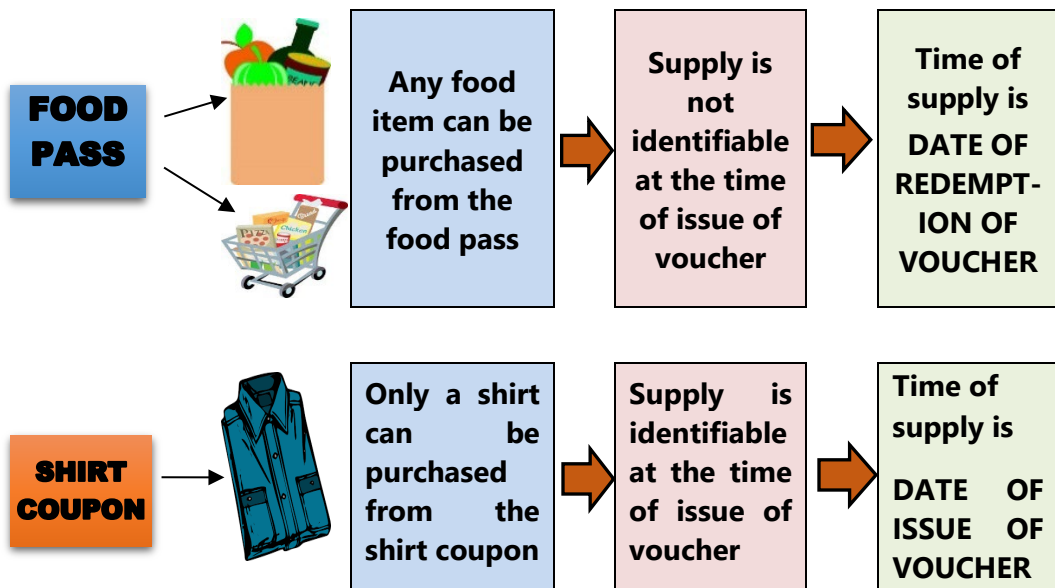 FOOD
PASS
BEANS
PIZZA
Chicken
Any food
item can be
purchased
from the
food pass
Supply is
not
identifiable
at the time
of issue of
voucher
Time of
supply is
DATE OF
REDEMPT-
ION OF
VOUCHER
SHIRT
COUPON
Only a shirt
can be
purchased
from the
shirt coupon
Supply is
identifiable
at the time
of issue of
voucher
Time of
supply is
DATE OF
ISSUE OF
VOUCHER